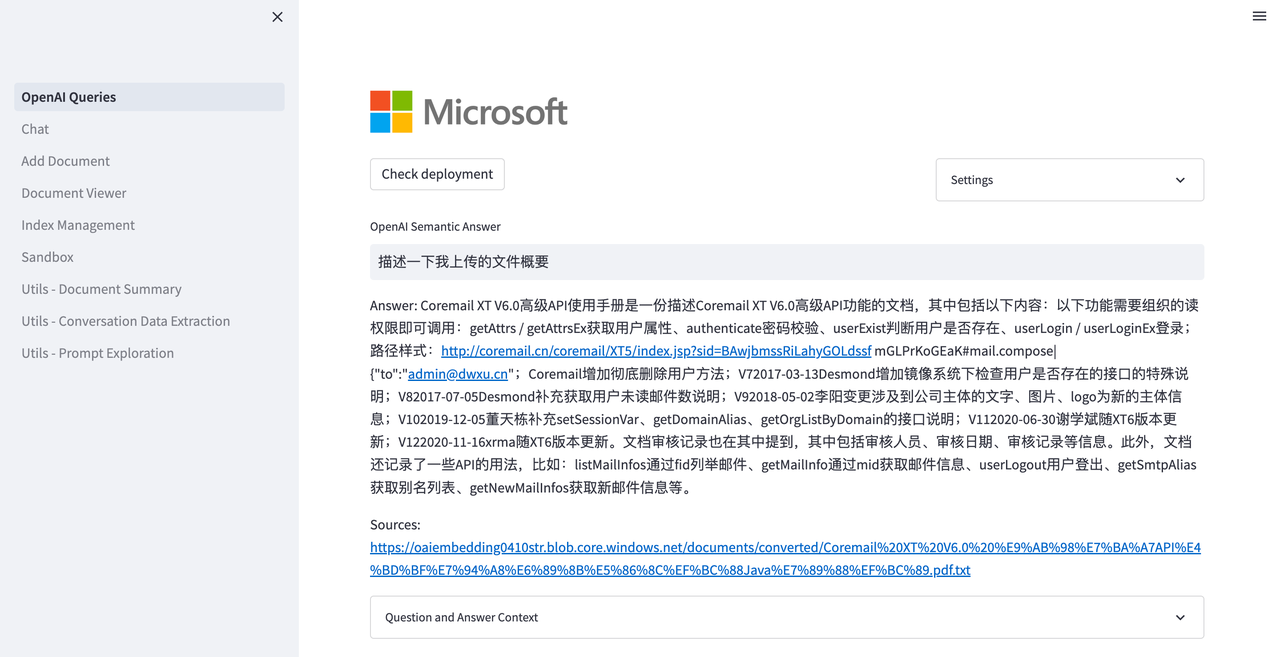 OpenAI Queries
Chat
Add Document
Document Viewer
Index Management
Sandbox
Utils - Document Summary
Utils - Conversation Data Extraction
Utils - Prompt Exploration
Microsoft
Check deployment
Settings
OpenAI Semantic Answer
描述一下我上传的文件概要
Answer: Coremail XT V6.0高级API使用手册是一份描述Coremail XT V6.0高级API功能的文档，其中包括以下内容：以下功能需要组织的读
权限即可调用：getAttrs / getAttrsEx获取用户属性、authenticate密码校验、userExist判断用户是否存在、userLogin / userLoginEx登录；
路径样式：http://coremail.cn/coremail/XT5/index.jsp?sid=BAwjbmssRiLahyGOLdssf mGLPrKoGEaK#mail.compose|
{"to":"admin@dwxu.cn"；Coremail增加彻底删除用户方法；V72017-03-13Desmond增加镜像系统下检查用户是否存在的接口的特殊说
明；V82017-07-05Desmond补充获取用户未读邮件数说明；V92018-05-02李阳变更涉及到公司主体的文字、图片、logo为新的主体信
息；V102019-12-05董天栋补充setSessionVar、getDomainAlias、getOrgListByDomain的接口说明；V112020-06-30谢学斌随XT6版本更
新；V122020-11-16xrma随XT6版本更新。文档审核记录也在其中提到，其中包括审核人员、审核日期、审核记录等信息。此外，文档
还记录了一些API的用法，比如：listMailInfos通过fid列举邮件、getMailInfo通过mid获取邮件信息、userLogout用户登出、getSmtpAlias
获取别名列表、getNewMailInfos获取新邮件信息等。
Sources:
https://oaiembedding0410str.blob.core.windows.net/documents/converted/Coremail%20XT%20V6.0%20%E9%AB%98%E7%BA%A7API%E4
%BD%BF%E7%94%A8%E6%89%8B%E5%86%8C%EF%BC%88Java%E7%89%88%EF%BC%89.pdf.txt
Question and Answer Context